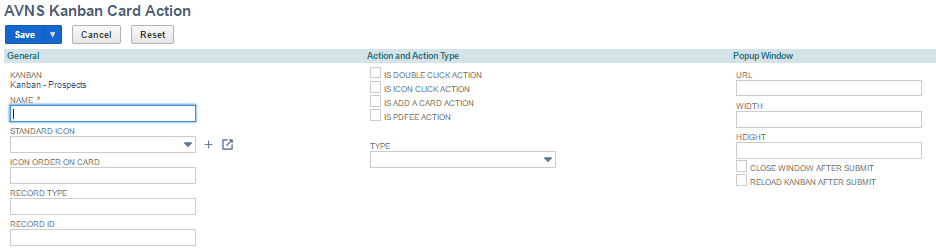 AVNS Kanban Card Action
Save Cancel Reset
General
KANBAN
Kanban - Prospects
NAME *
STANDARD ICON
ICON ORDER ON CARD
RECORD TYPE
RECORD ID
Action and Action Type
IS DOUBLE CLICK ACTION
IS ICON CLICK ACTION
IS ADD A CARD ACTION
IS PDFEE ACTION
TYPE
Popup Window
URL
WIDTH
HEIGHT
CLOSE WINDOW AFTER SUBMIT
RELOAD KANBAN AFTER SUBMIT